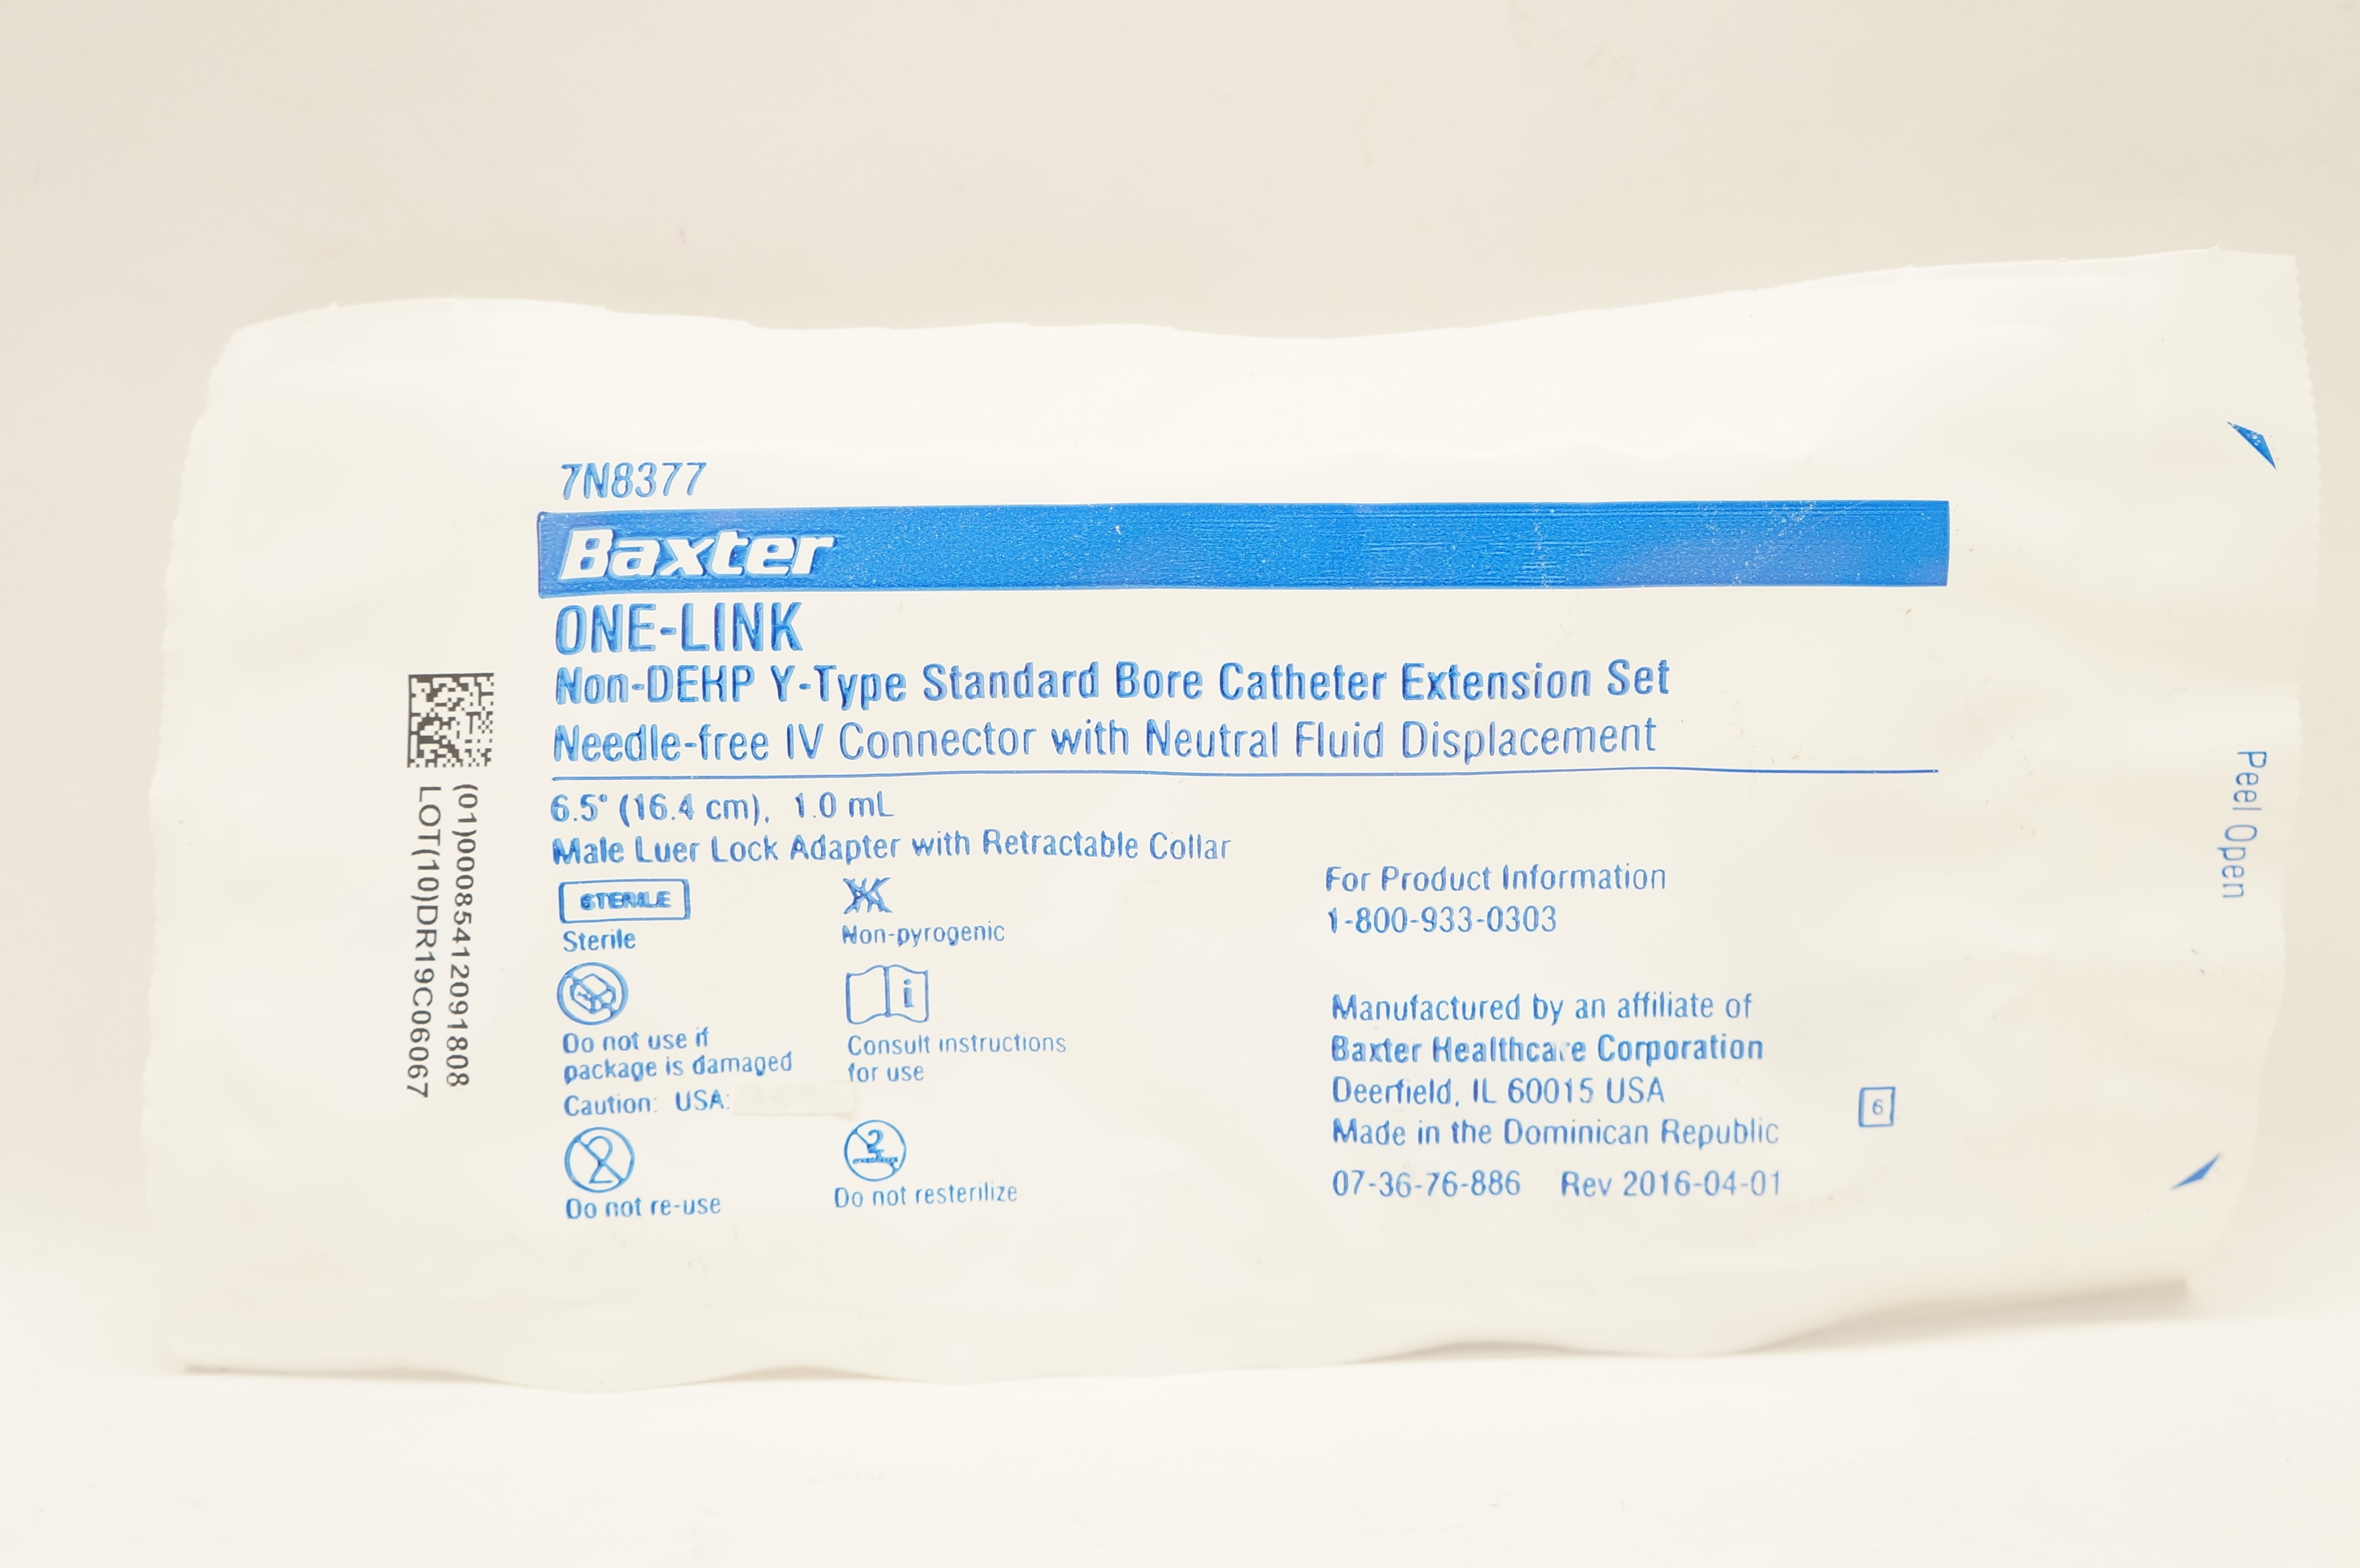 7N8377
Baxter
ONE-LINK
Non-DEHP Y-Type Standard Bore Catheter Extension Set
Needle-free IV Connector with Neutral Fluid Displacement
6.5" (16.4 cm), 1.0 mL
Male Luer Lock Adapter with Retractable Collar
STERILE
Sterile
Non-pyrogenic
i
Do not use if
package is damaged
Consult instructions
for use
Caution: USA:
2
2
Do not re-use
Do not resterilize
For Product Information
1-800-933-0303
Manufactured by an affiliate of
Baxter Healthcare Corporation
Deerfield, IL 60015 USA
Made in the Dominican Republic
6
07-36-76-886 Rev 2016-04-01
(01)00085412091808
LOT(10)DR19C06067
Peel Open